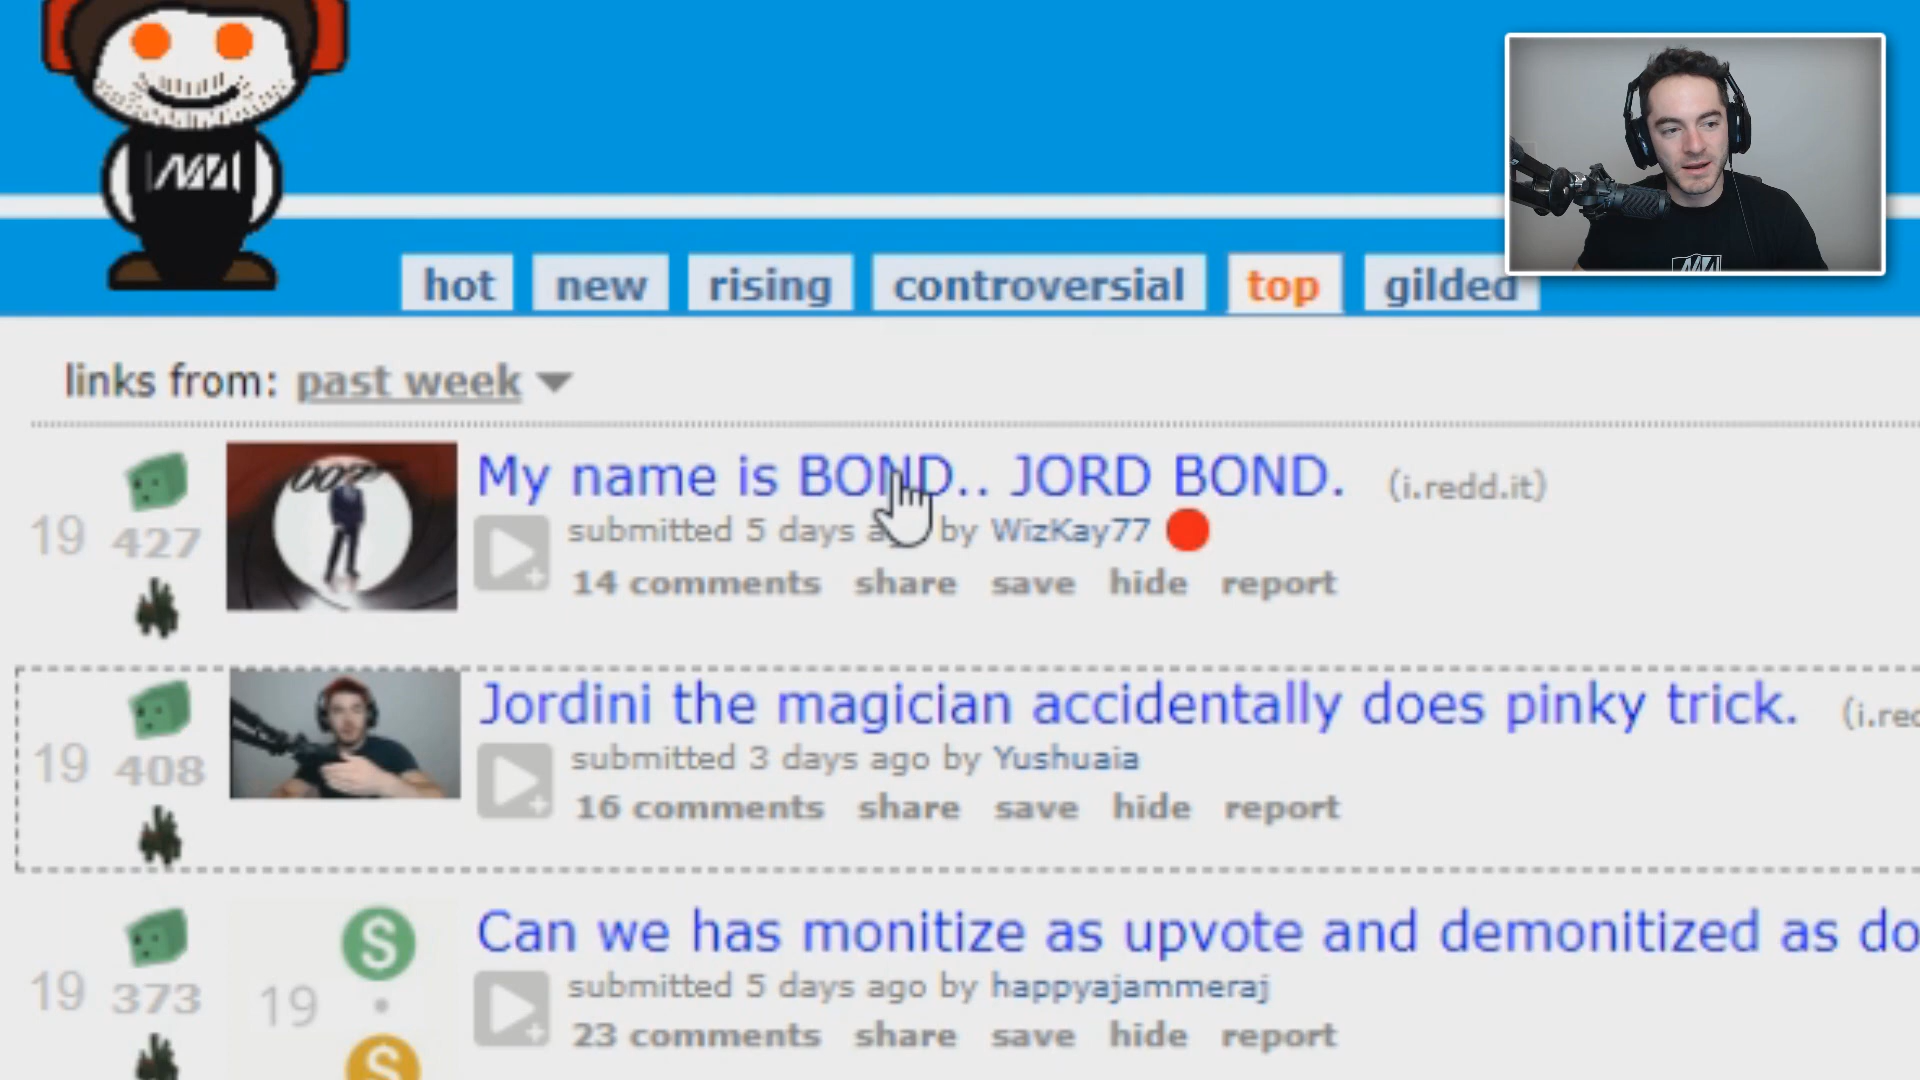 hot new rising controversial top gilded
links from: past week
My name is BOND.. JORD BOND. (i.redd.it)
19 427
007
submitted 5 days a by WizKay77
14 comments share save hide report
Jordini the magician accidentally does pinky trick. (i.red
19 408
submitted 3 days ago by Yushuaia
16 comments share save hide report
Can we has monitize as upvote and demonitized as do
19 373
19
submitted 5 days ago by happyajammeraj
23 comments share save hide report